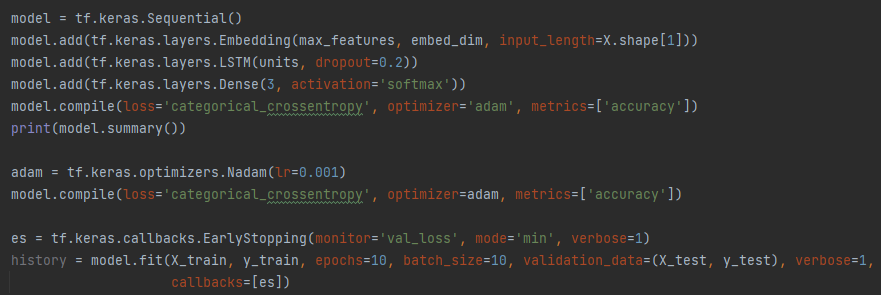 model = tf.keras.Sequential()
model.add(tf.keras.layers.Embedding(max_features, embed_dim, input_length=X.shape[1]))
model.add(tf.keras.layers.LSTM(units, dropout=0.2))
model.add(tf.keras.layers.Dense(3, activation='softmax'))
model.compile(loss='categorical_crossentropy', optimizer='adam', metrics=['accuracy'])
print(model.summary())
adam = tf.keras.optimizers.Nadam(lr=0.001)
model.compile(loss='categorical_crossentropy', optimizer=adam, metrics=['accuracy'])
es = tf.keras.callbacks.EarlyStopping(monitor='val_loss', mode='min', verbose=1)
history = model.fit(X_train, y_train, epochs=10, batch_size=10, validation_data=(X_test, y_test), verbose=1,
callbacks=[es])